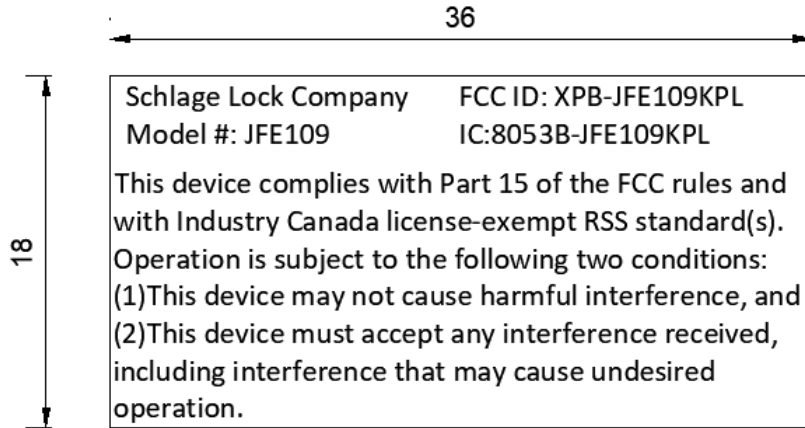 36
18
Schlage Lock Company FCC ID: XPB-JFE109KPL
Model #: JFE109 IC:8053B-JFE109KPL
This device complies with Part 15 of the FCC rules and
with Industry Canada license-exempt RSS standard(s).
Operation is subject to the following two conditions:
(1)This device may not cause harmful interference, and
(2)This device must accept any interference received,
including interference that may cause undesired
operation.